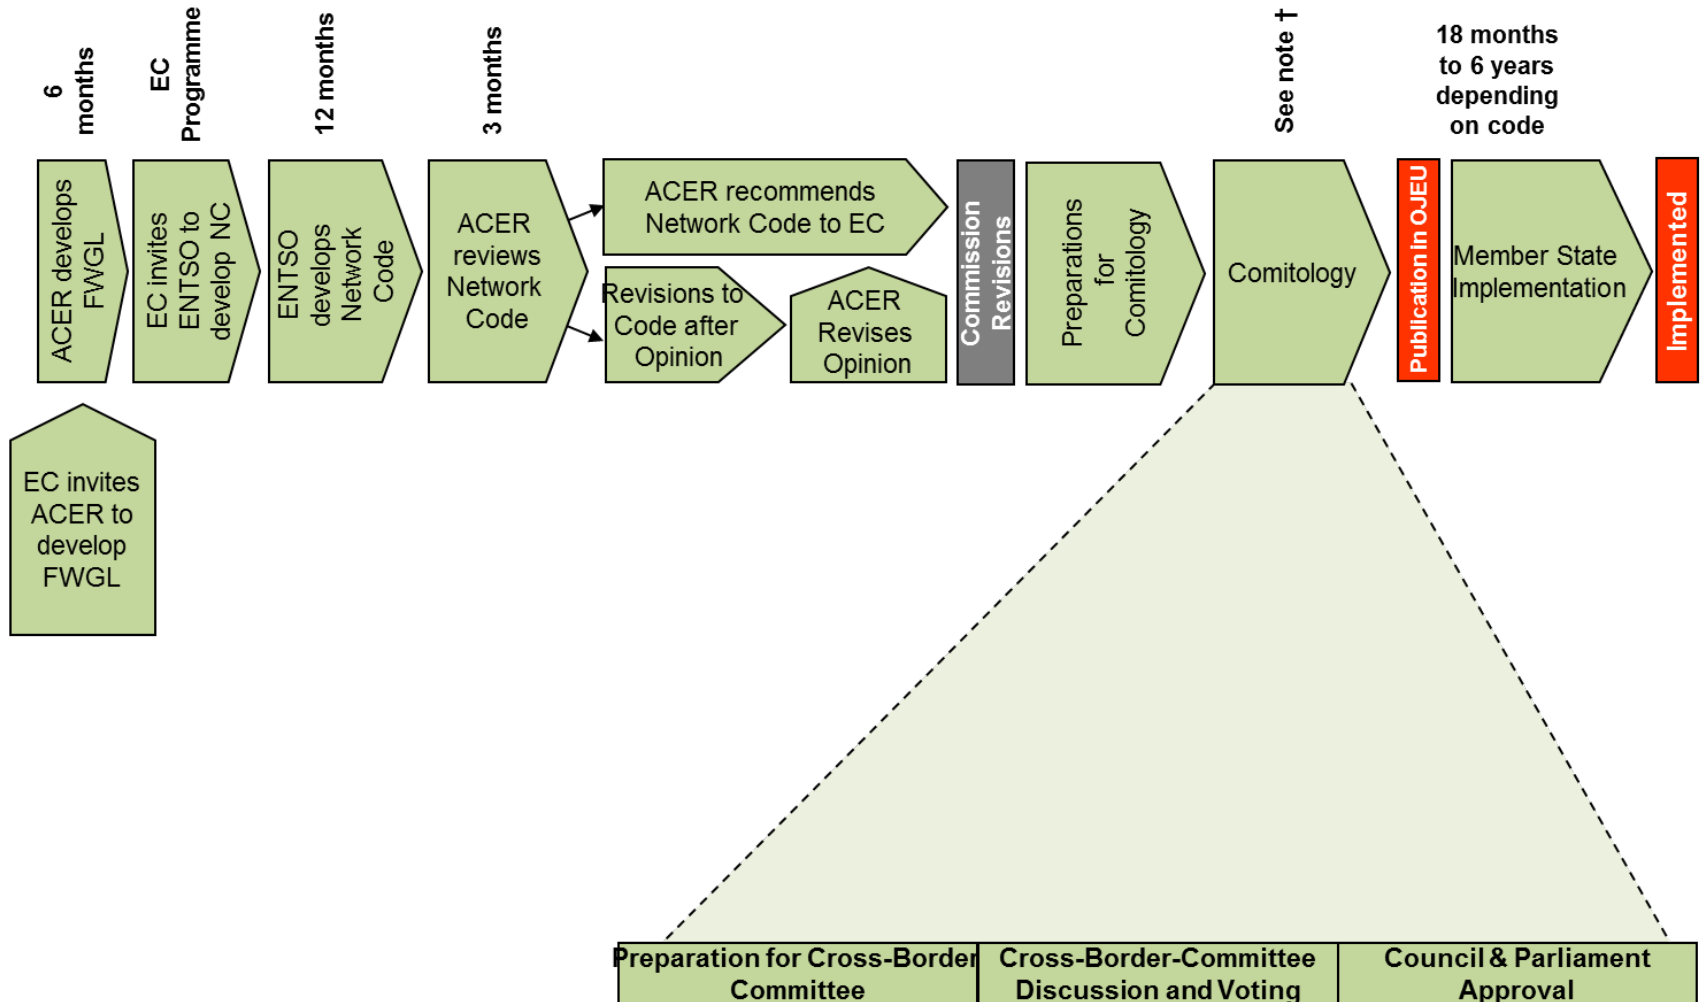 6
months
EC
Programme
12 months
3 months
See note †
18 months
to 6 years
depending
on code
ACER develops
FWGL
EC invites
ENTSO to
develop NC
ENTSO
develops
Network
Code
ACER
reviews
Network
Code
ACER recommends
Network Code to EC
Revisions to
Code after
Opinion
ACER
Revises
Opinion
Commission
Revisions
Preparations
for
Comitology
Comitology
Publication in OJEU
Member State
Implementation
Implemented
EC invites
ACER to
develop
FWGL
Preparation for Cross-Border
Committee
Cross-Border-Committee
Discussion and Voting
Council & Parliament
Approval